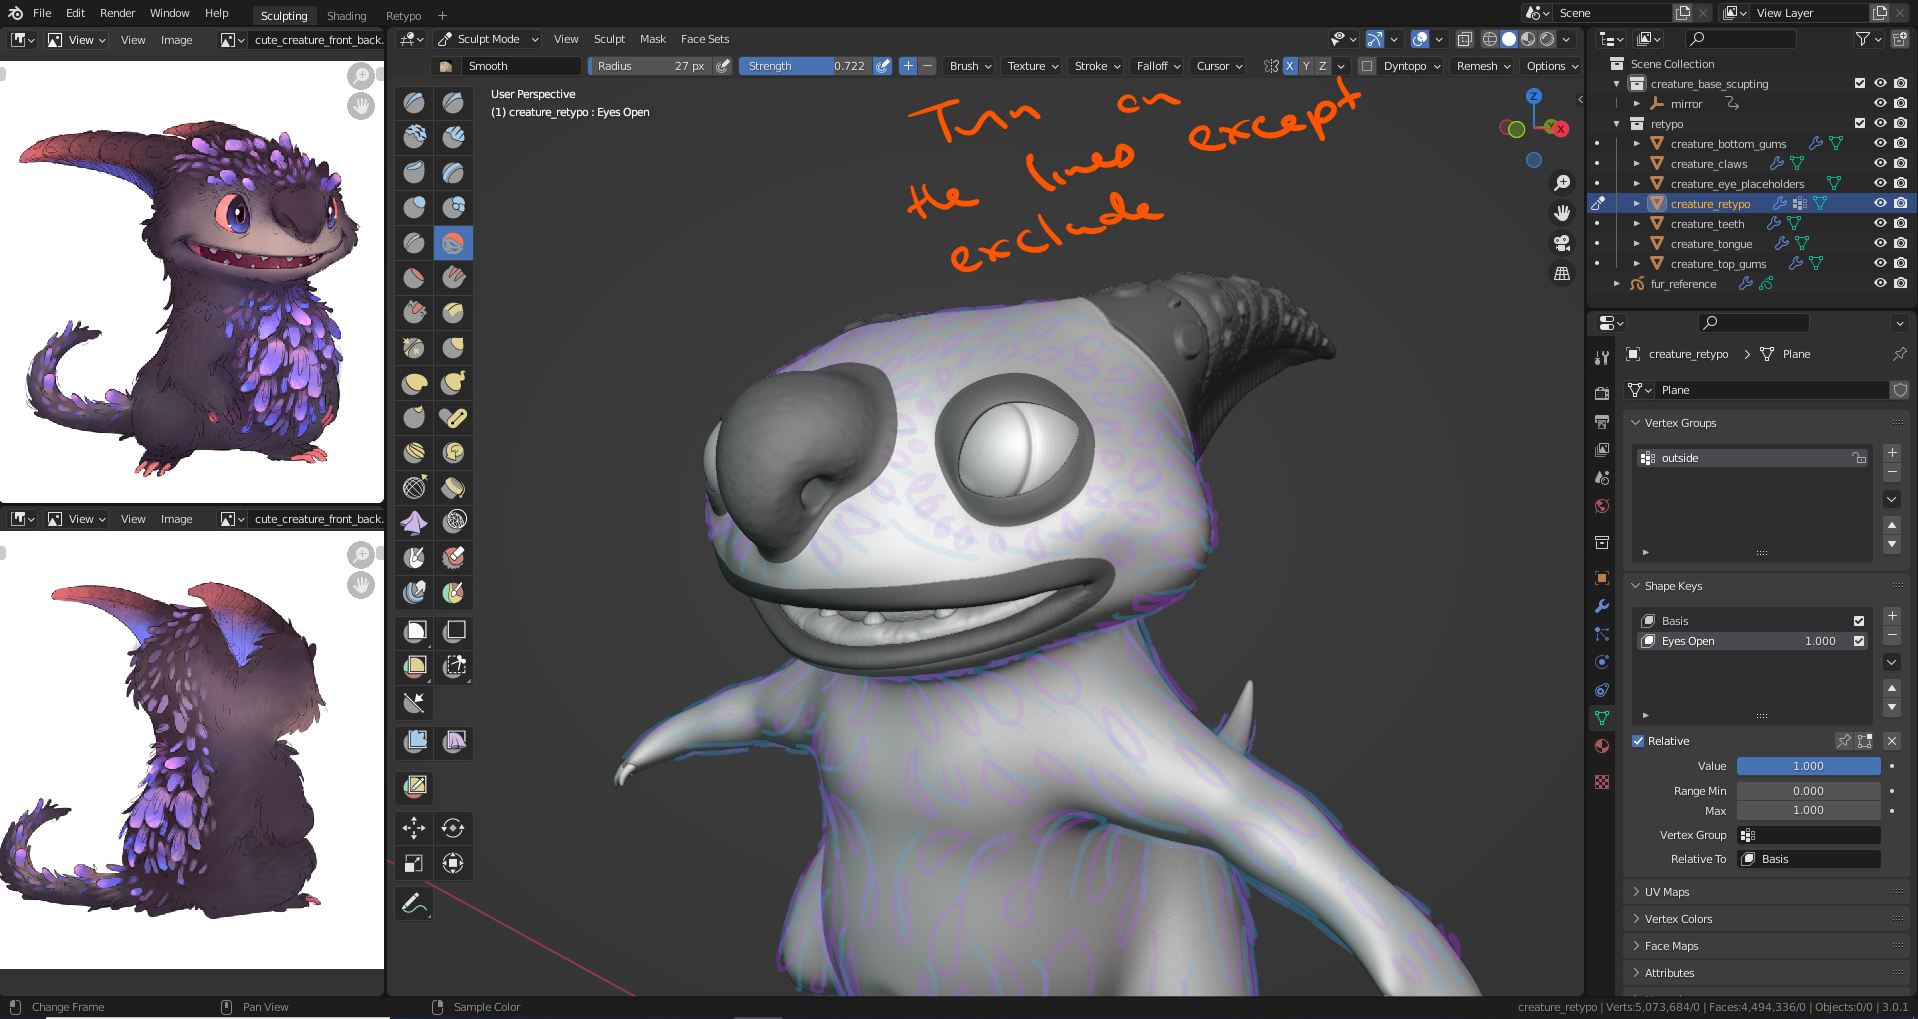 File Edit Render Window Help Sculpting Shading Retypo + Scene View Layer
View View Image cute_creature_front_back. Sculpt Mode View Sculpt Mask Face Sets
Smooth Radius 27 px Strength 0.722 + − Brush Texture Stroke Falloff Cursor X Y Z Dyntopo Remesh Options
User Perspective
(1) creature_retypo : Eyes Open
Turn on
the lines except
exclude
Z
Y
X
Scene Collection
creature_base_scupting
mirror
retypo
creature_bottom_gums
creature_claws
creature_eye_placeholders
creature_retypo
creature_teeth
creature_tongue
creature_top_gums
fur_reference
creature_retypo > Plane
Plane
Vertex Groups
outside
Shape Keys
Basis
Eyes Open 1.000
Relative
Value 1.000
Range Min 0.000
Max 1.000
Vertex Group
Relative To Basis
UV Maps
Vertex Colors
Face Maps
Attributes
View View Image cute_creature_front_back.
Change Frame Pan View Sample Color creature_retypo | Verts:5,073,684/0 | Faces:4,494,336/0 | Objects:0/0 | 3.0.1